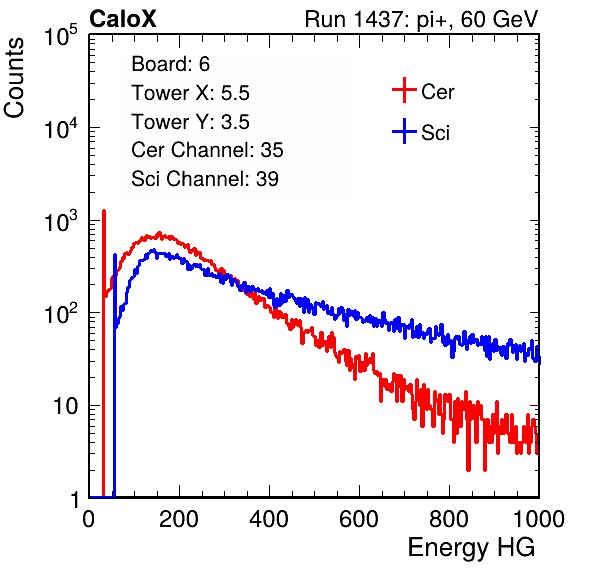 CaloX Run 1437: pi+, 60 GeV
Counts
10^5
10^4
10^3
10^2
10
1
Board: 6
Tower X: 5.5
Tower Y: 3.5
Cer Channel: 35
Sci Channel: 39
Cer
Sci
0 200 400 600 800 1000
Energy HG